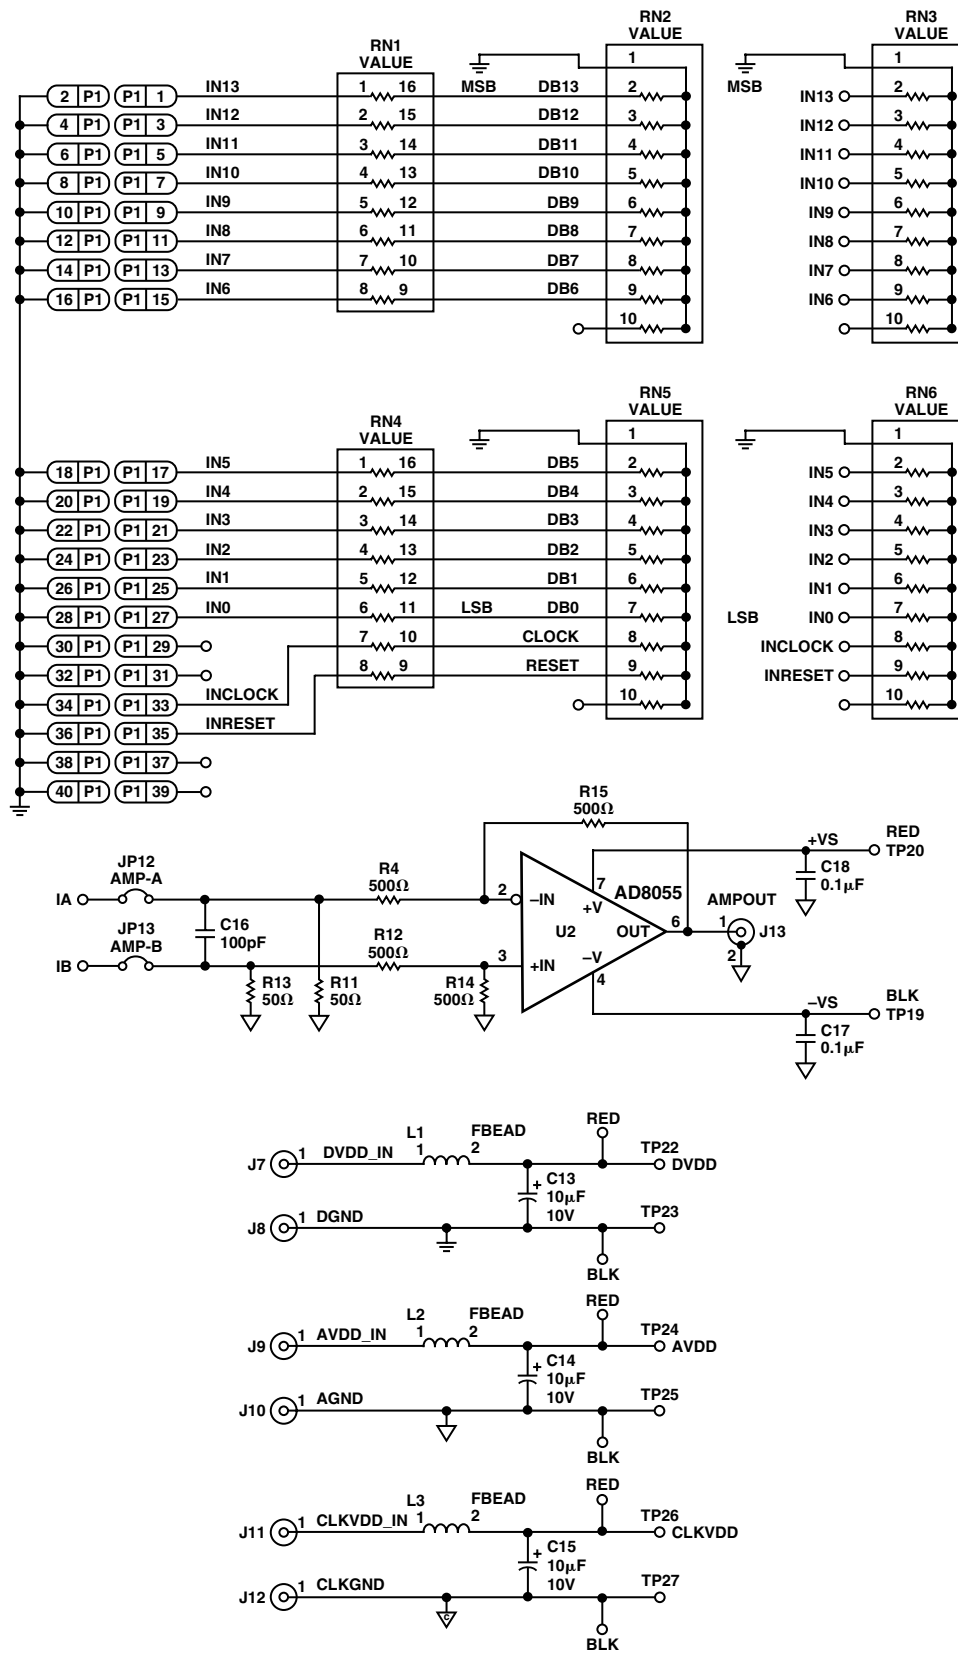 RN2 RN3
VALUE VALUE
RN1
VALUE
1 1
2 P1 P1 1 IN13 1 16 MSB DB13 2 MSB IN13 2
4 P1 P1 3 IN12 2 15 DB12 3 IN12 3
6 P1 P1 5 IN11 3 14 DB11 4 IN11 4
8 P1 P1 7 IN10 4 13 DB10 5 IN10 5
10 P1 P1 9 IN9 5 12 DB9 6 IN9 6
12 P1 P1 11 IN8 6 11 DB8 7 IN8 7
14 P1 P1 13 IN7 7 10 DB7 8 IN7 8
16 P1 P1 15 IN6 8 9 DB6 9 IN6 9
10 10
RN5 RN6
VALUE VALUE
RN4
VALUE
1 1
18 P1 P1 17 IN5 1 16 DB5 2 IN5 2
20 P1 P1 19 IN4 2 15 DB4 3 IN4 3
22 P1 P1 21 IN3 3 14 DB3 4 IN3 4
24 P1 P1 23 IN2 4 13 DB2 5 IN2 5
26 P1 P1 25 IN1 5 12 DB1 6 IN1 6
28 P1 P1 27 IN0 6 11 LSB DB0 7 LSB IN0 7
30 P1 P1 29 7 10 CLOCK 8 INCLOCK 8
32 P1 P1 31 8 9 RESET 9 INRESET 9
34 P1 P1 33 INCLOCK 10 10
36 P1 P1 35 INRESET
38 P1 P1 37
40 P1 P1 39
R15
500Ω
+VS RED
TP20
JP12
AMP-A
IA
R4
500Ω
2 –IN
7
+V
AD8055
C18
0.1µF
AMPOUT
C16
100pF
U2 OUT 6
1 J13
2
JP13
AMP-B
IB
R12
500Ω
3 +IN
–V
4
R13
50Ω
R11
50Ω
R14
500Ω
–VS BLK
TP19
C17
0.1µF
RED
L1 FBEAD
J7 1 DVDD_IN 1 2 TP22
DVDD
+ C13
10µF
10V
J8 1 DGND TP23
BLK
RED
L2 FBEAD
J9 1 AVDD_IN 1 2 TP24
AVDD
+ C14
10µF
10V
J10 1 AGND TP25
BLK
RED
L3 FBEAD
J11 1 CLKVDD_IN 1 2 TP26
CLKVDD
+ C15
10µF
10V
J12 1 CLKGND TP27
C
BLK